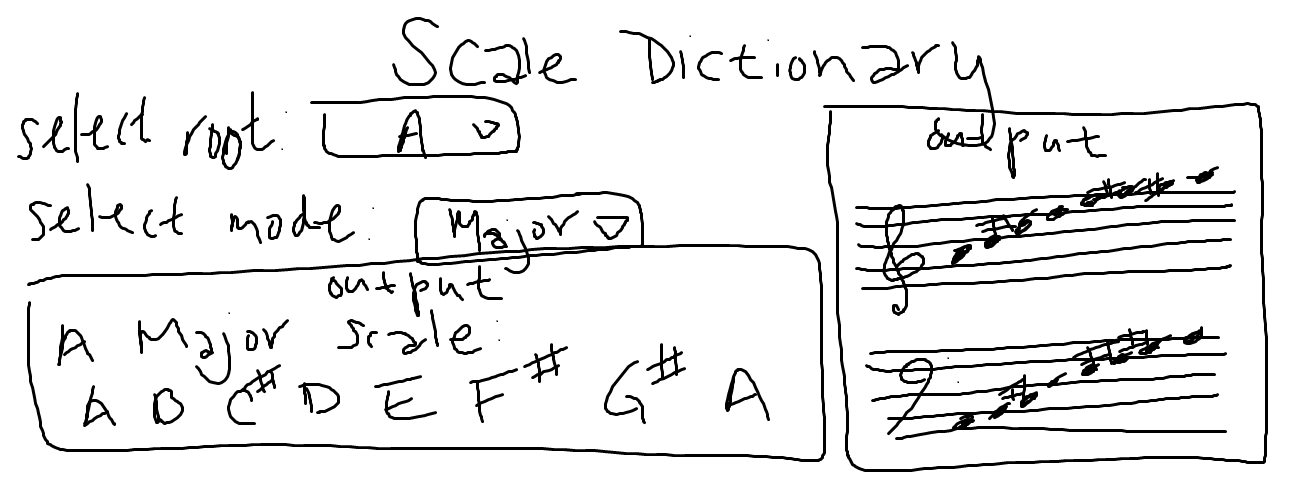 Scale Dictionary
select root: A
select mode: Major
output
A Major Scale:
A B C# D E F# G# A
output